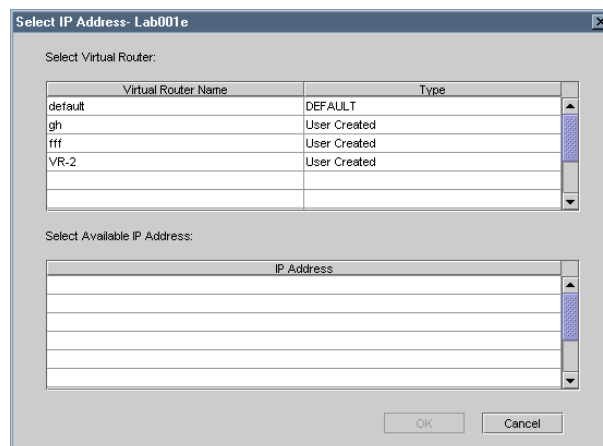 Select IP Address- Lab001e
Select Virtual Router:
Virtual Router Name Type
default DEFAULT
gh User Created
fff User Created
VR-2 User Created
Select Available IP Address:
IP Address
OK Cancel